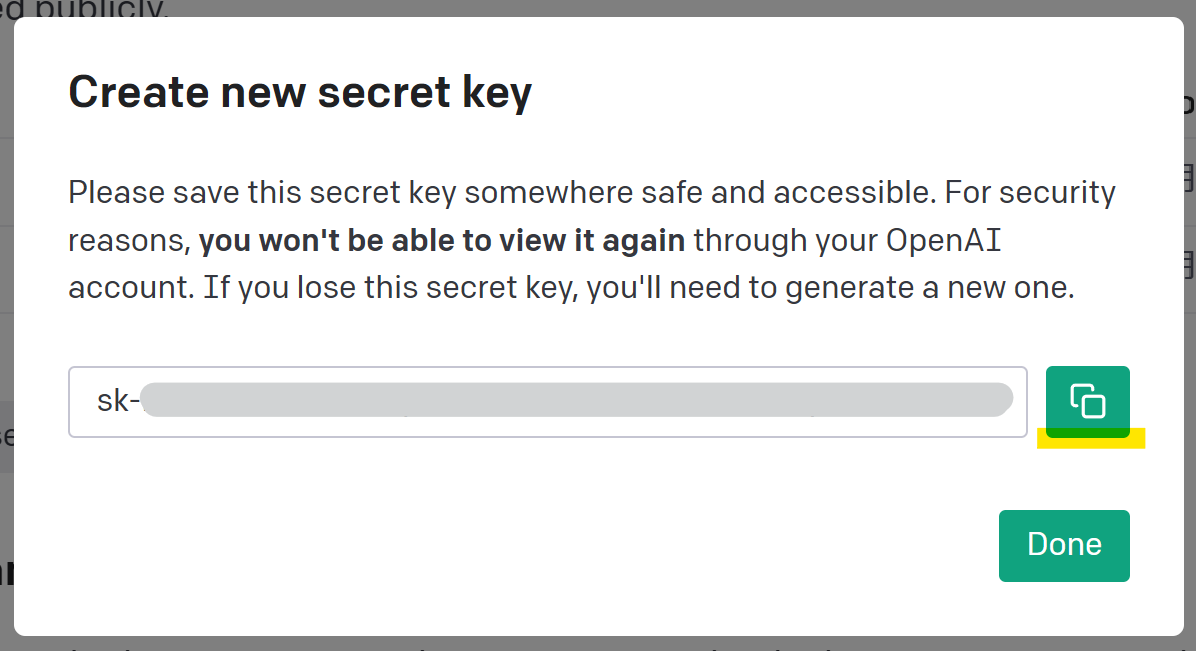 ed publicly.
Create new secret key
Please save this secret key somewhere safe and accessible. For security
reasons, you won't be able to view it again through your OpenAI
account. If you lose this secret key, you'll need to generate a new one.
sk-
Done